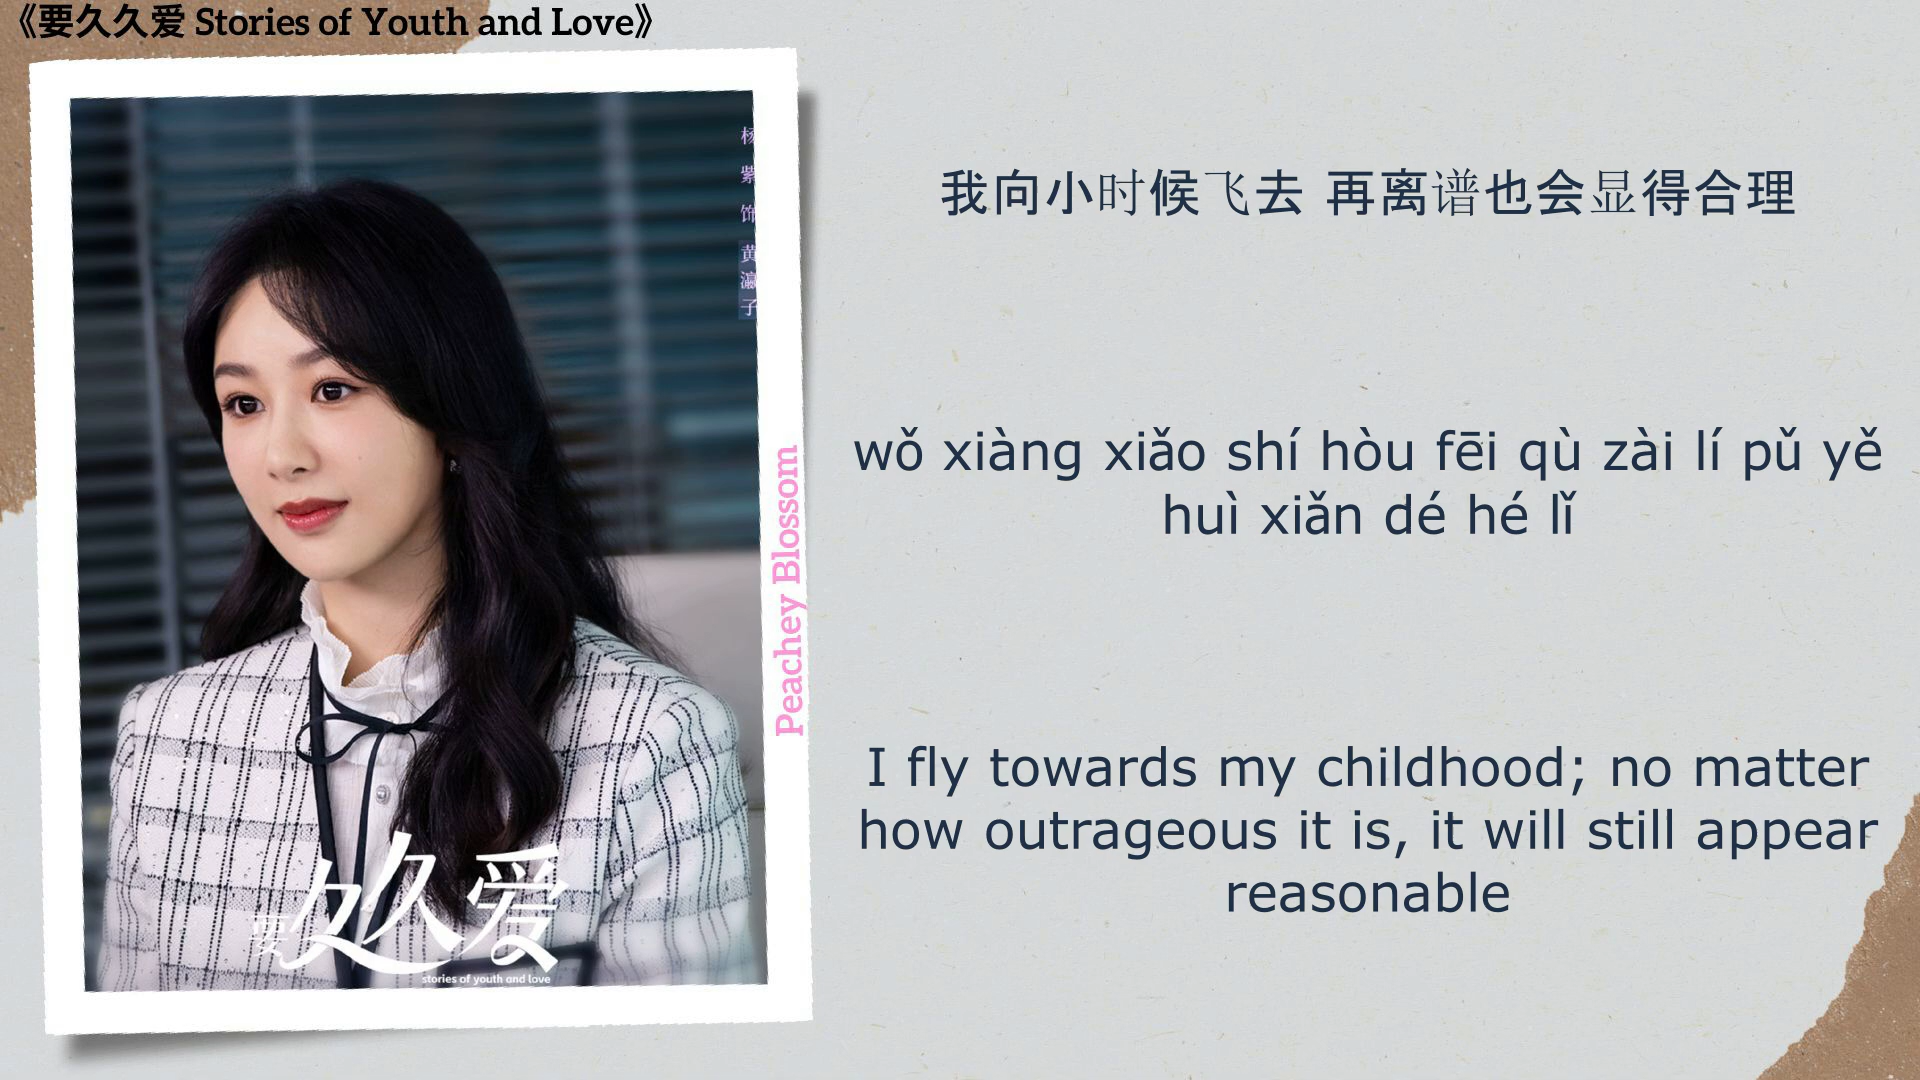 《要久久爱 Stories of Youth and Love》
杨紫 饰 黄瀛子
Peachey Blossom
要久久爱
stories of youth and love
我向小时候飞去 再离谱也会显得合理
wǒ xiàng xiǎo shí hòu fēi qù zài lí pǔ yě
huì xiǎn dé hé lǐ
I fly towards my childhood; no matter
how outrageous it is, it will still appear
reasonable